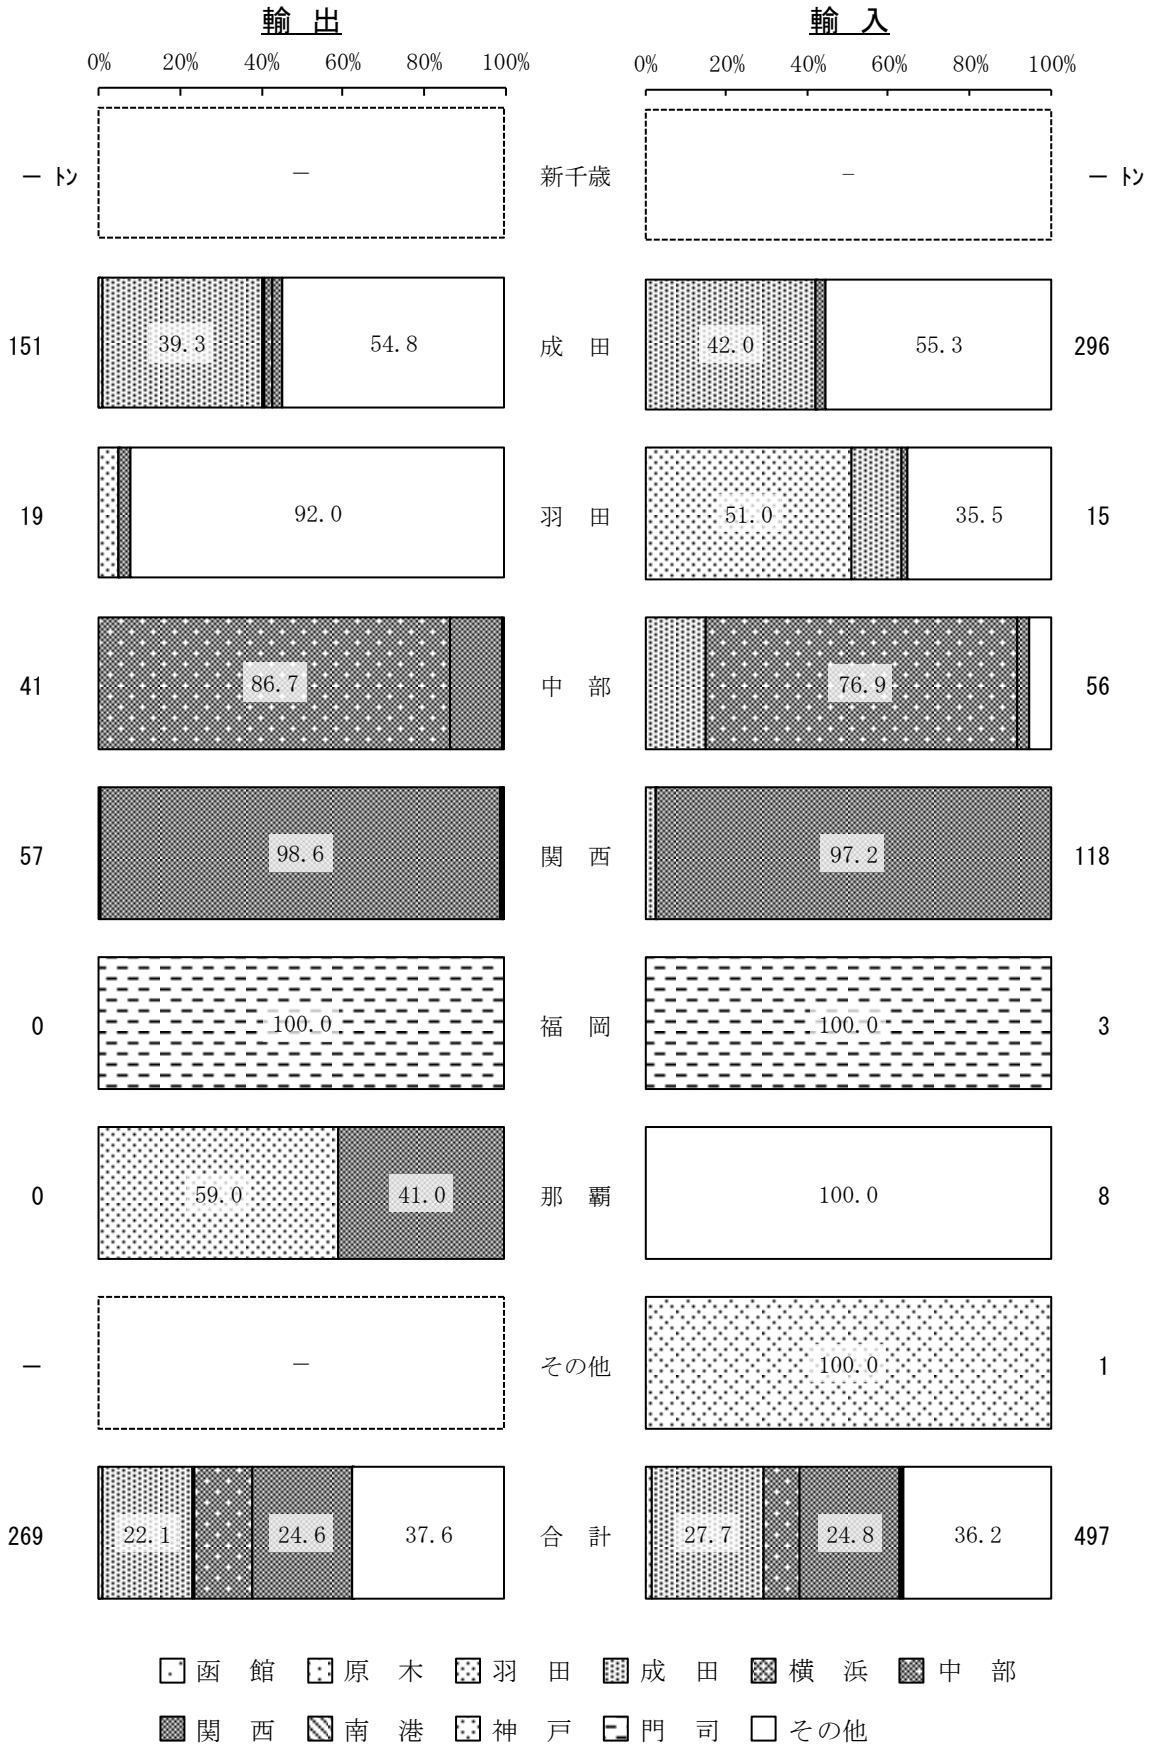 輸 出 輸 入
0% 20% 40% 60% 80% 100% 0% 20% 40% 60% 80% 100%
－ トン － 新千歳 － － トン
151 39.3 54.8 成 田 42.0 55.3 296
19 92.0 羽 田 51.0 35.5 15
41 86.7 中 部 76.9 56
57 98.6 関 西 97.2 118
0 100.0 福 岡 100.0 3
0 59.0 41.0 那 覇 100.0 8
－ － その他 100.0 1
269 22.1 24.6 37.6 合 計 27.7 24.8 36.2 497
函 館 原 木 羽 田 成 田 横 浜 中 部
関 西 南 港 神 戸 門 司 その他